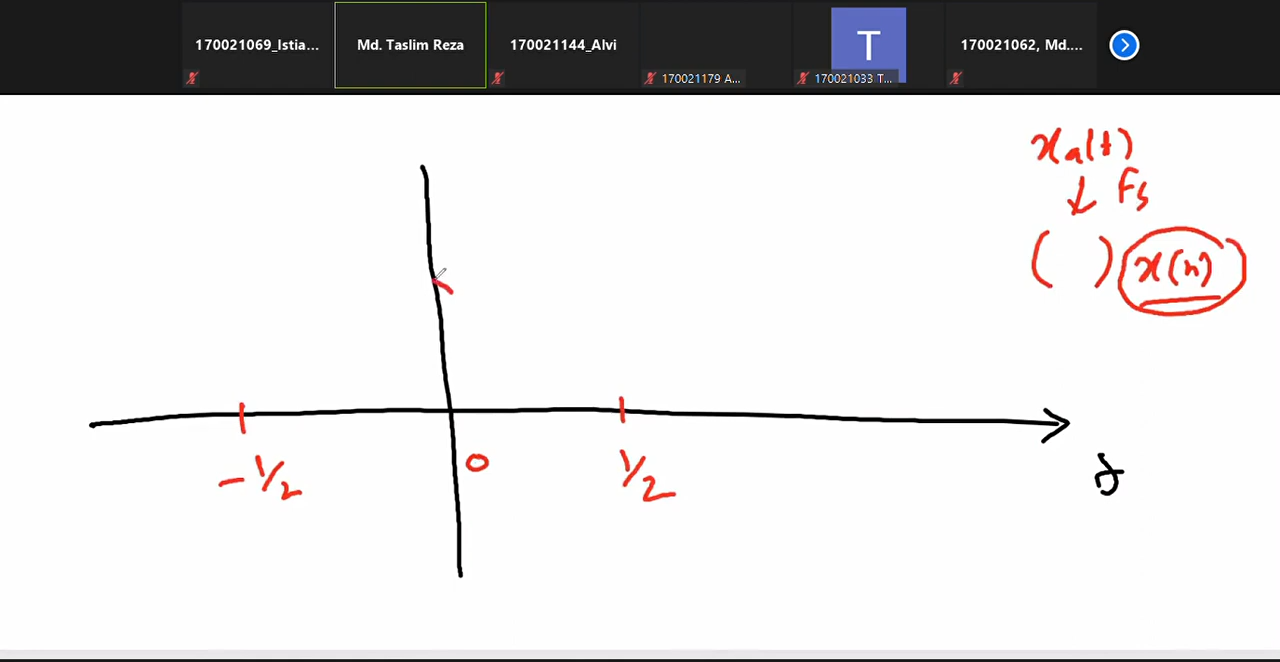 170021069_Istia...
Md. Taslim Reza
170021144_Alvi
170021179 A...
T
170021033 T...
170021062, Md....
xa(t)
↓ Fs
( ) x(n)
-1/2
0
1/2
f